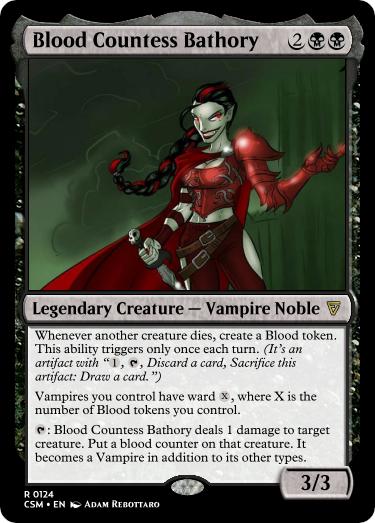 Blood Countess Bathory 2
Legendary Creature — Vampire Noble
Whenever another creature dies, create a Blood token.
This ability triggers only once each turn. (It's an
artifact with "1, , Discard a card, Sacrifice this
artifact: Draw a card.")
Vampires you control have ward X, where X is the
number of Blood tokens you control.
: Blood Countess Bathory deals 1 damage to target
creature. Put a blood counter on that creature. It
becomes a Vampire in addition to its other types.
3/3
R 0124
CSM • EN Adam Rebottaro